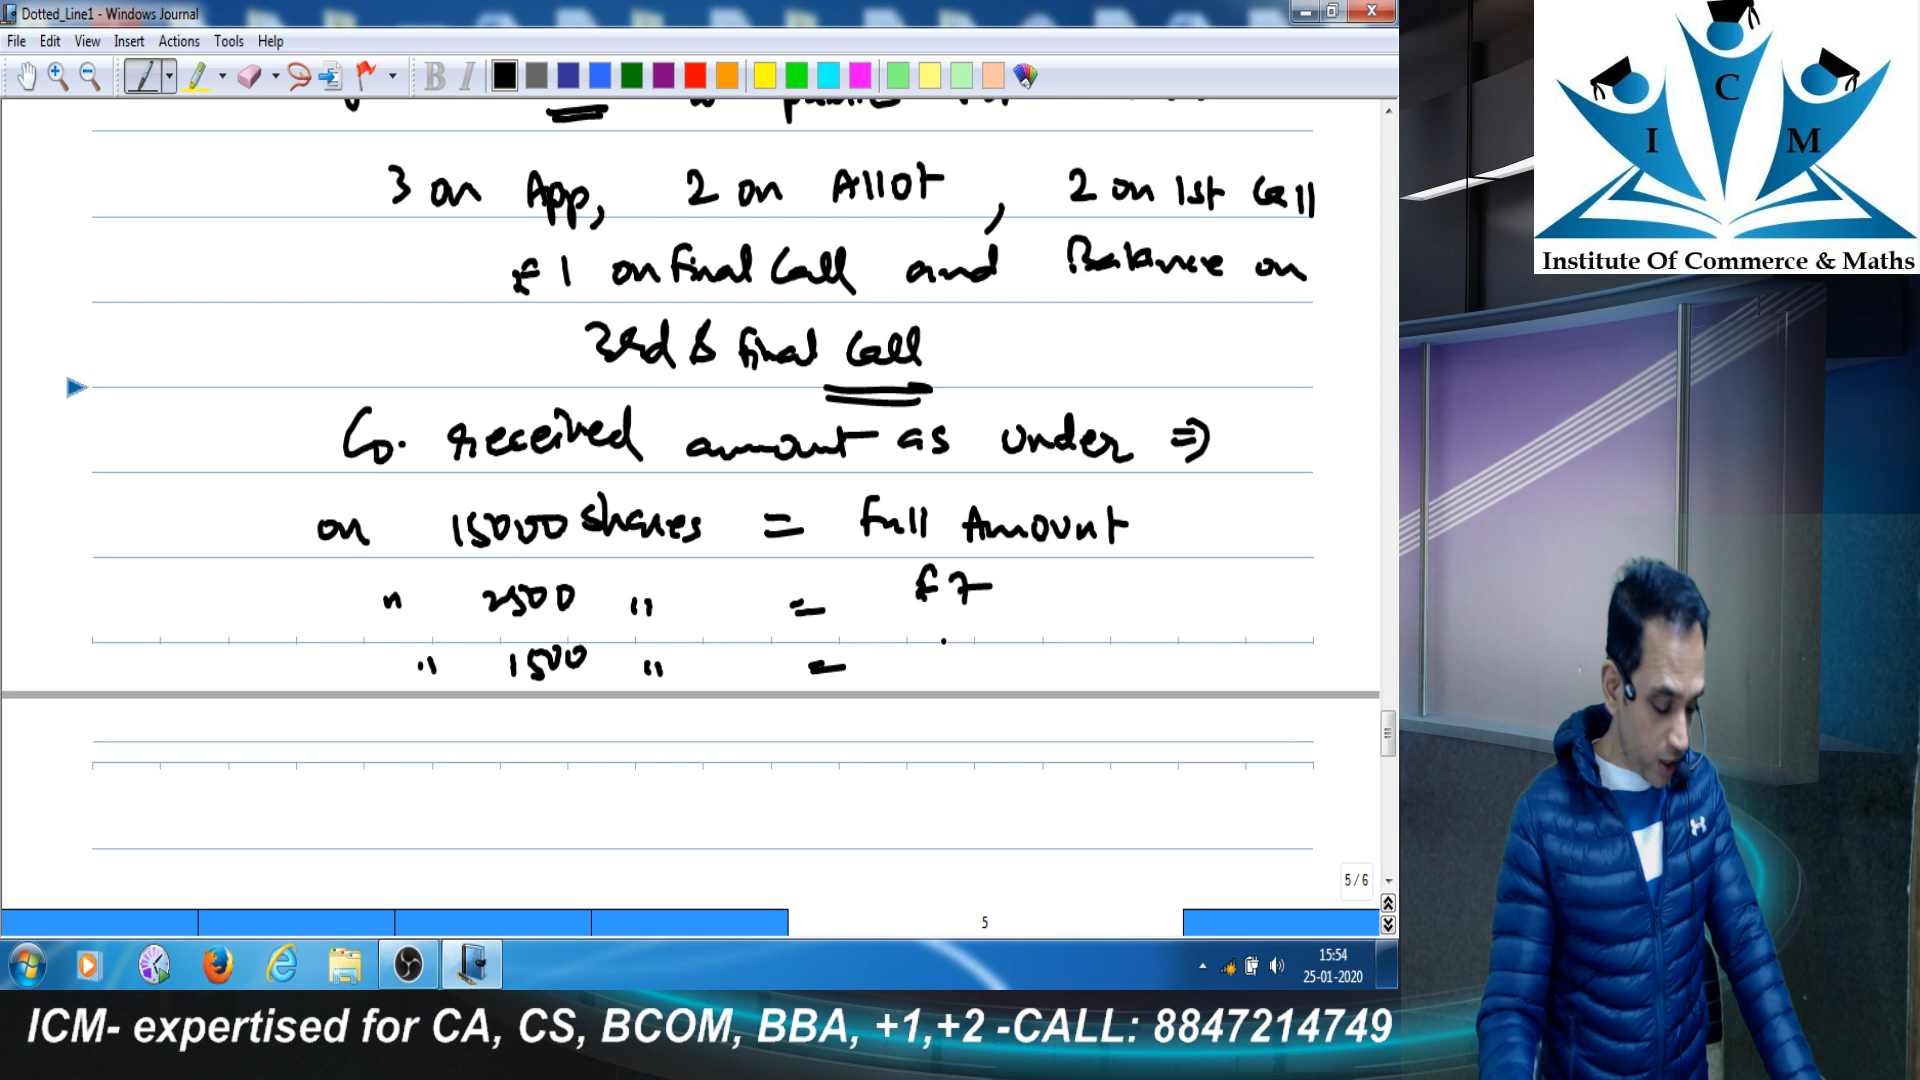 Dotted_Line1 - Windows Journal
File Edit View Insert Actions Tools Help
B I
to public for
3 on App, 2 on Allot, 2 on 1st Call
₹ 1 on final Call and Balance on
3rd & final Call
Co. received amount as under ⇒
on 15000 shares = full Amount
" 2500 " = ₹ 7
" 1500 " =
5 / 6
5
15:54
25-01-2020
I C M
Institute Of Commerce & Maths
ICM- expertised for CA, CS, BCOM, BBA, +1,+2 -CALL: 8847214749